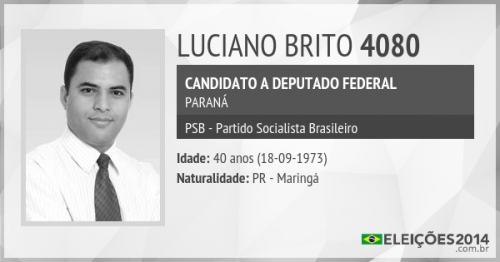 LUCIANO BRITO 4080
CANDIDATO A DEPUTADO FEDERAL
PARANÁ
PSB - Partido Socialista Brasileiro
Idade: 40 anos (18-09-1973)
Naturalidade: PR - Maringá
ELEIÇÕES2014
.com.br